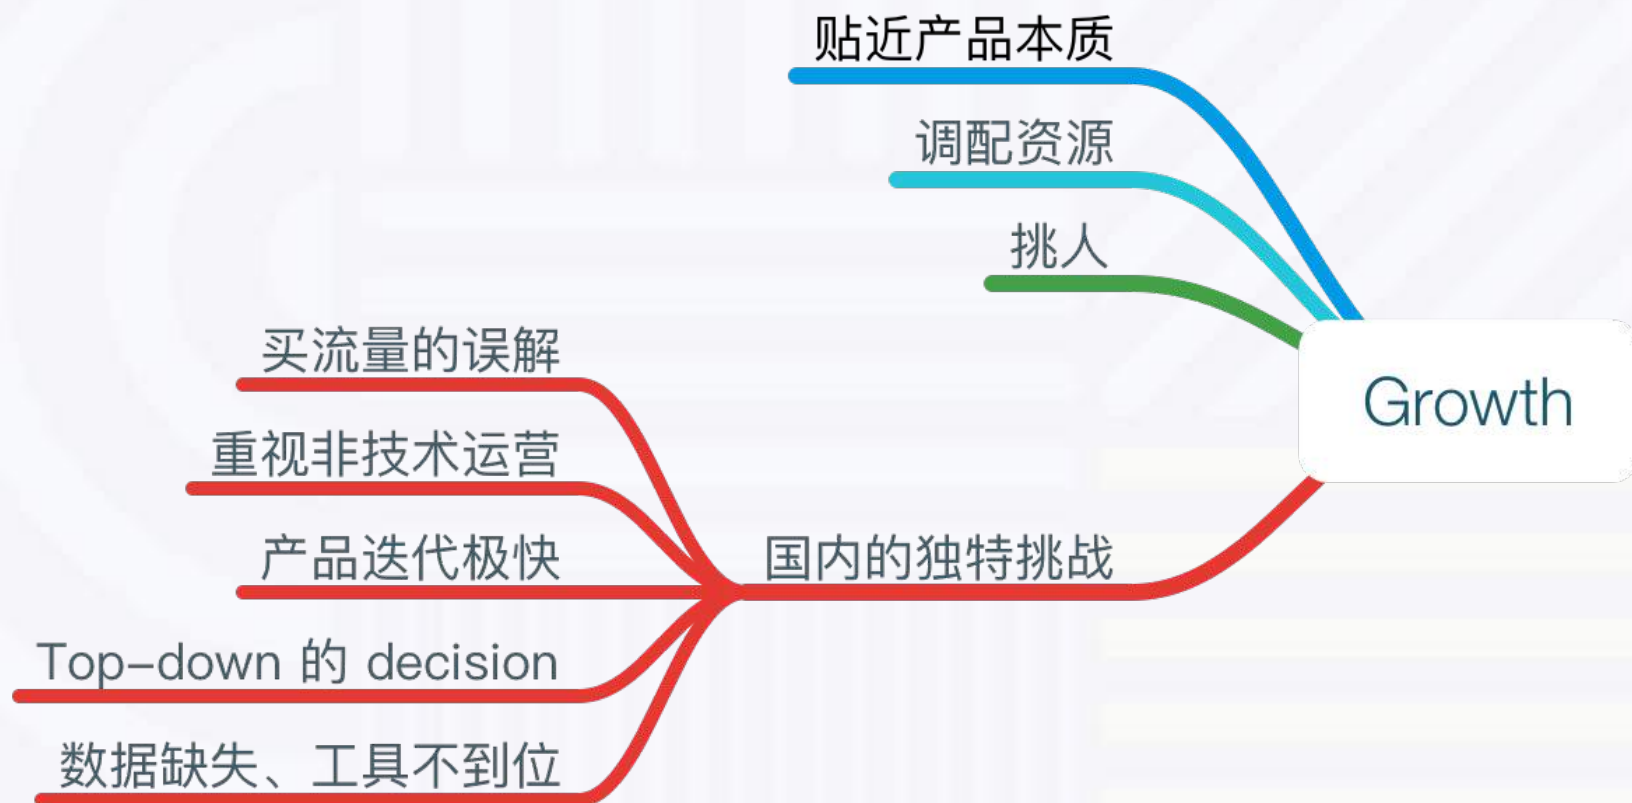 贴近产品本质
调配资源
挑人
Growth
国内的独特挑战
买流量的误解
重视非技术运营
产品迭代极快
Top-down 的 decision
数据缺失、工具不到位